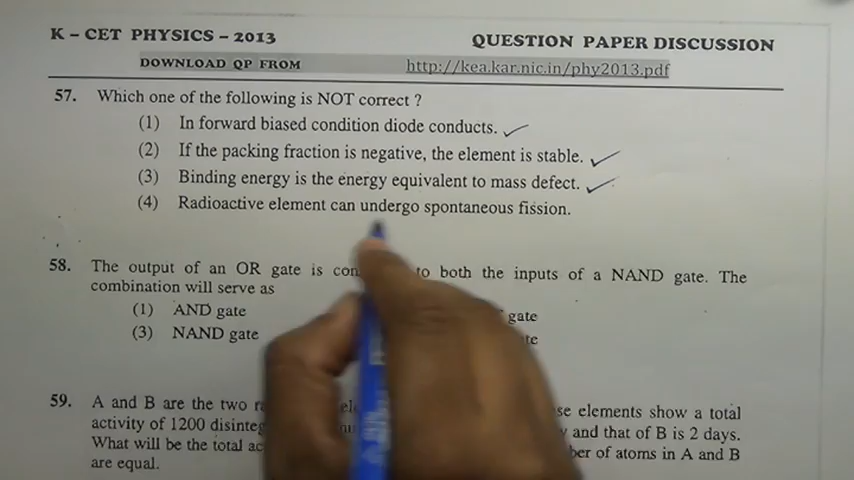 K – CET PHYSICS – 2013 QUESTION PAPER DISCUSSION
DOWNLOAD QP FROM http://kea.kar.nic.in/phy2013.pdf
57. Which one of the following is NOT correct ?
(1) In forward biased condition diode conducts.
(2) If the packing fraction is negative, the element is stable.
(3) Binding energy is the energy equivalent to mass defect.
(4) Radioactive element can undergo spontaneous fission.
58. The output of an OR gate is to both the inputs of a NAND gate. The
combination will serve as
(1) AND gate gate
(3) NAND gate
59. A and B are the two elements show a total
activity of 1200 and that of B is 2 days.
What will be the total of atoms in A and B
are equal.